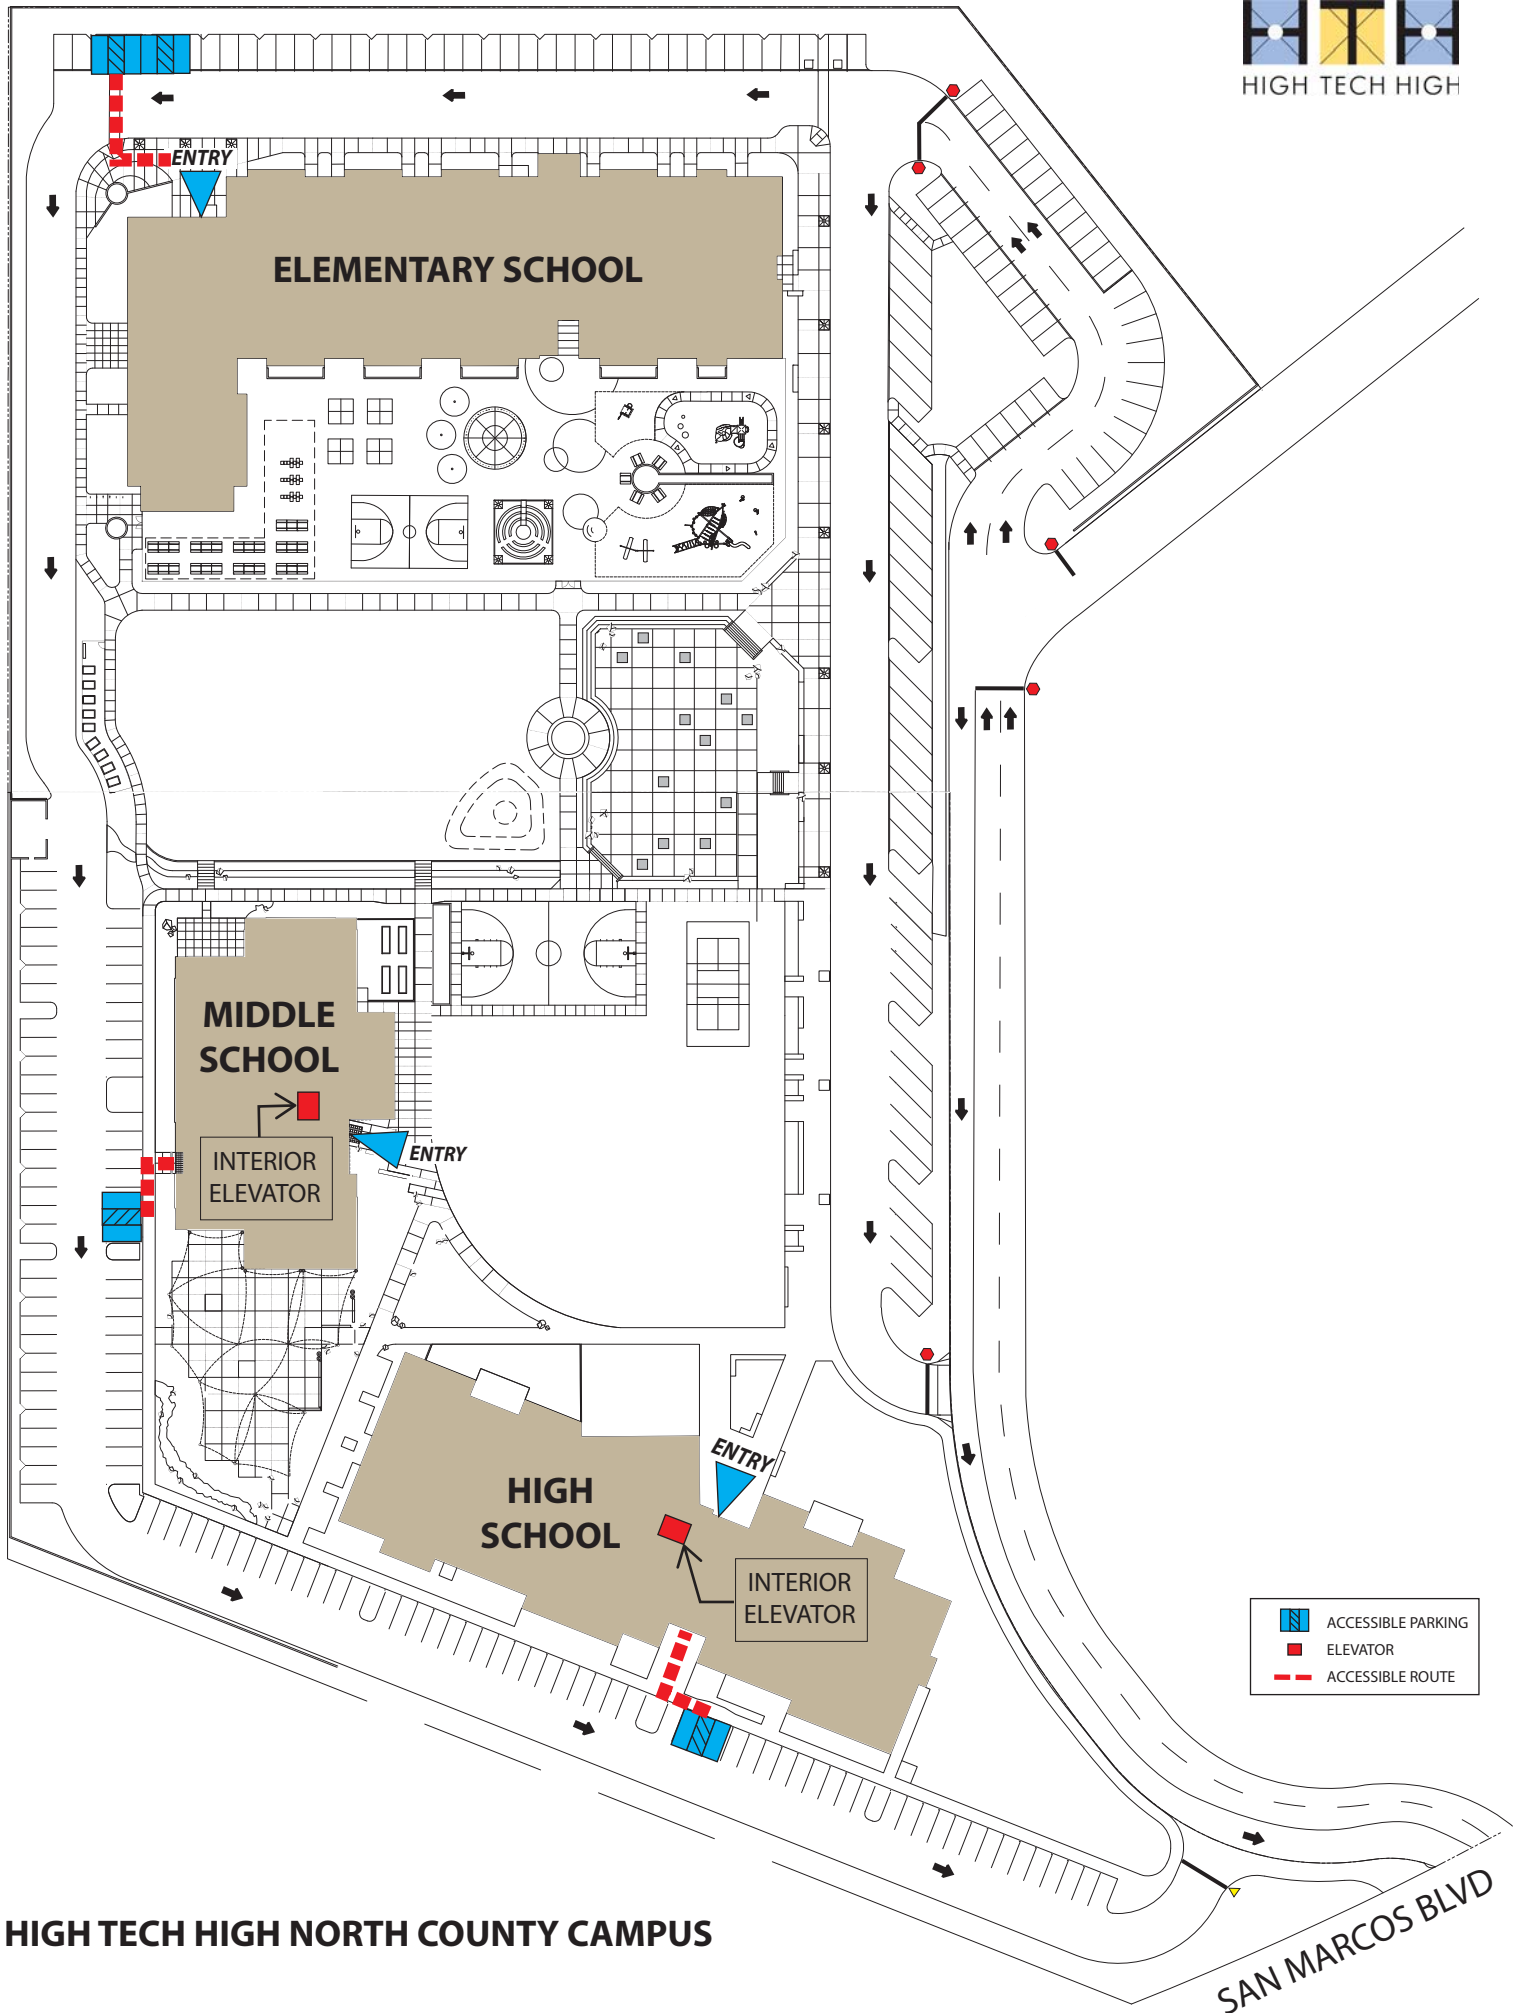 HIGH TECH HIGH
ENTRY
ELEMENTARY SCHOOL
MIDDLE
SCHOOL
INTERIOR
ELEVATOR
ENTRY
ENTRY
HIGH
SCHOOL
INTERIOR
ELEVATOR
ACCESSIBLE PARKING
ELEVATOR
ACCESSIBLE ROUTE
SAN MARCOS BLVD
HIGH TECH HIGH NORTH COUNTY CAMPUS